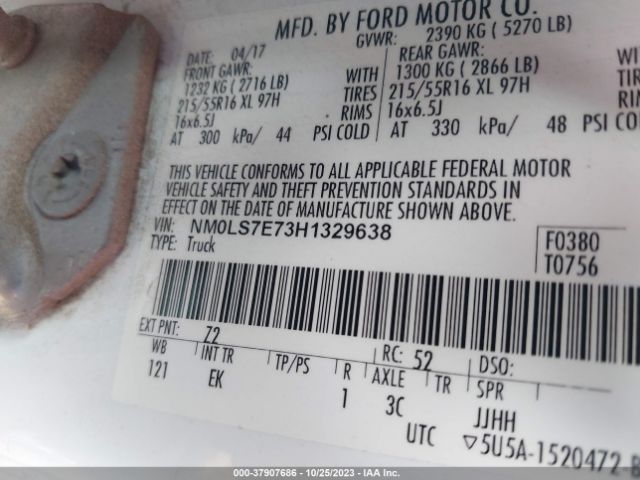 MFD. BY FORD MOTOR CO.
DATE: 04/17 GVWR: 2390 KG ( 5270 LB)
FRONT GAWR: REAR GAWR:
1232 KG ( 2716 LB) WITH 1300 KG ( 2866 LB) WITH
215/55R16 XL 97H TIRES 215/55R16 XL 97H TIRES
16x6.5J RIMS 16x6.5J RIM
AT 300 kPa/ 44 PSI COLD AT 330 kPa/ 48 PSI COLD
THIS VEHICLE CONFORMS TO ALL APPLICABLE FEDERAL MOTOR
VEHICLE SAFETY AND THEFT PREVENTION STANDARDS IN
EFFECT ON THE DATE OF MANUFACTURE SHOWN ABOVE.
VIN: NM0LS7E73H1329638 F0380
TYPE: Truck T0756
EXT PNT: Z2 RC: 52 DSO:
WB INT TR TP/PS R AXLE TR SPR
121 EK 1 3C JJHH
UTC ▽5U5A-1520472-B
000-37907686 - 10/25/2023 - IAA Inc.